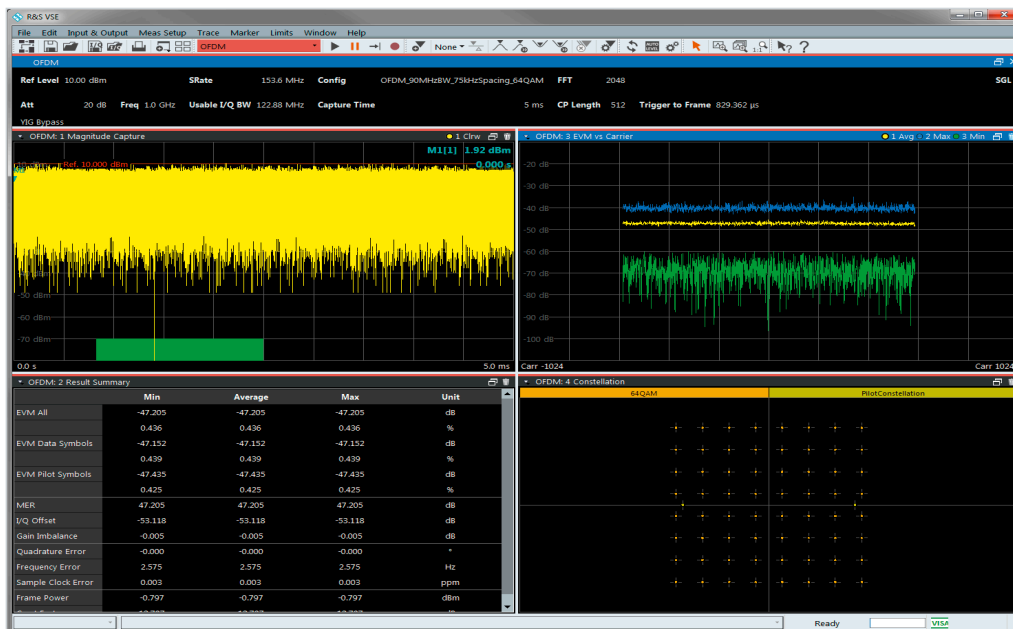 R&S VSE
File Edit Input & Output Meas Setup Trace Marker Limits Window Help
OFDM None
OFDM
Ref Level 10.00 dBm SRate 153.6 MHz Config OFDM_90MHzBW_75kHzSpacing_64QAM FFT 2048 SGL
Att 20 dB Freq 1.0 GHz Usable I/Q BW 122.88 MHz Capture Time 5 ms CP Length 512 Trigger to Frame 829.362 µs
YIG Bypass
OFDM: 1 Magnitude Capture 1 Clrw
M1[1] 1.92 dBm
Ref. 10.000 dBm 0.000 s
-50 dBm
-60 dBm
-70 dBm
0.0 s 5.0 ms
OFDM: 3 EVM vs Carrier 1 Avg 2 Max 3 Min
-20 dB
-30 dB
-40 dB
-50 dB
-60 dB
-70 dB
-80 dB
-90 dB
-100 dB
Carr -1024 Carr 1024
OFDM: 2 Result Summary
Min Average Max Unit
EVM All -47.205 -47.205 -47.205 dB
0.436 0.436 0.436 %
EVM Data Symbols -47.152 -47.152 -47.152 dB
0.439 0.439 0.439 %
EVM Pilot Symbols -47.435 -47.435 -47.435 dB
0.425 0.425 0.425 %
MER 47.205 47.205 47.205 dB
I/Q Offset -53.118 -53.118 -53.118 dB
Gain Imbalance -0.005 -0.005 -0.005 dB
Quadrature Error -0.000 -0.000 -0.000 °
Frequency Error 2.575 2.575 2.575 Hz
Sample Clock Error 0.003 0.003 0.003 ppm
Frame Power -0.797 -0.797 -0.797 dBm
OFDM: 4 Constellation
64QAM PilotConstellation
Ready VISA